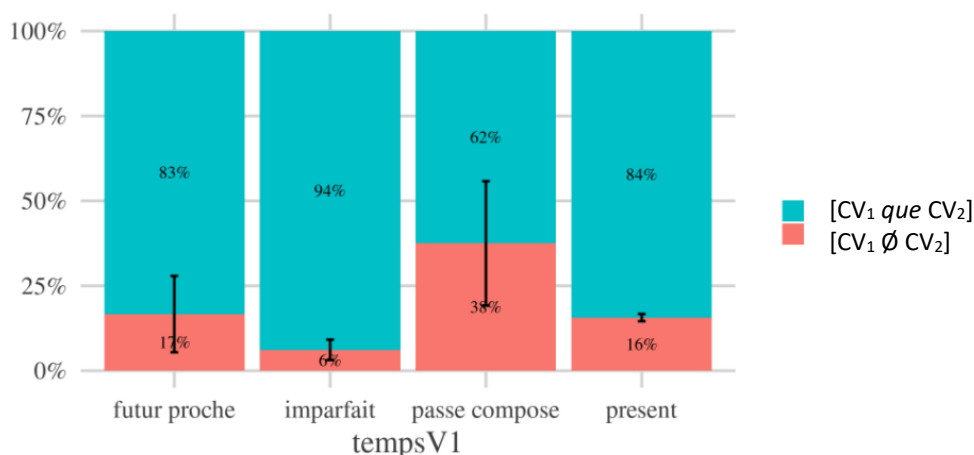 100%
75%
50%
25%
0%
83%
94%
62%
84%
17%
6%
38%
16%
futur proche
imparfait
passe compose
present
tempsV1
[CV₁ que CV₂]
[CV₁ Ø CV₂]